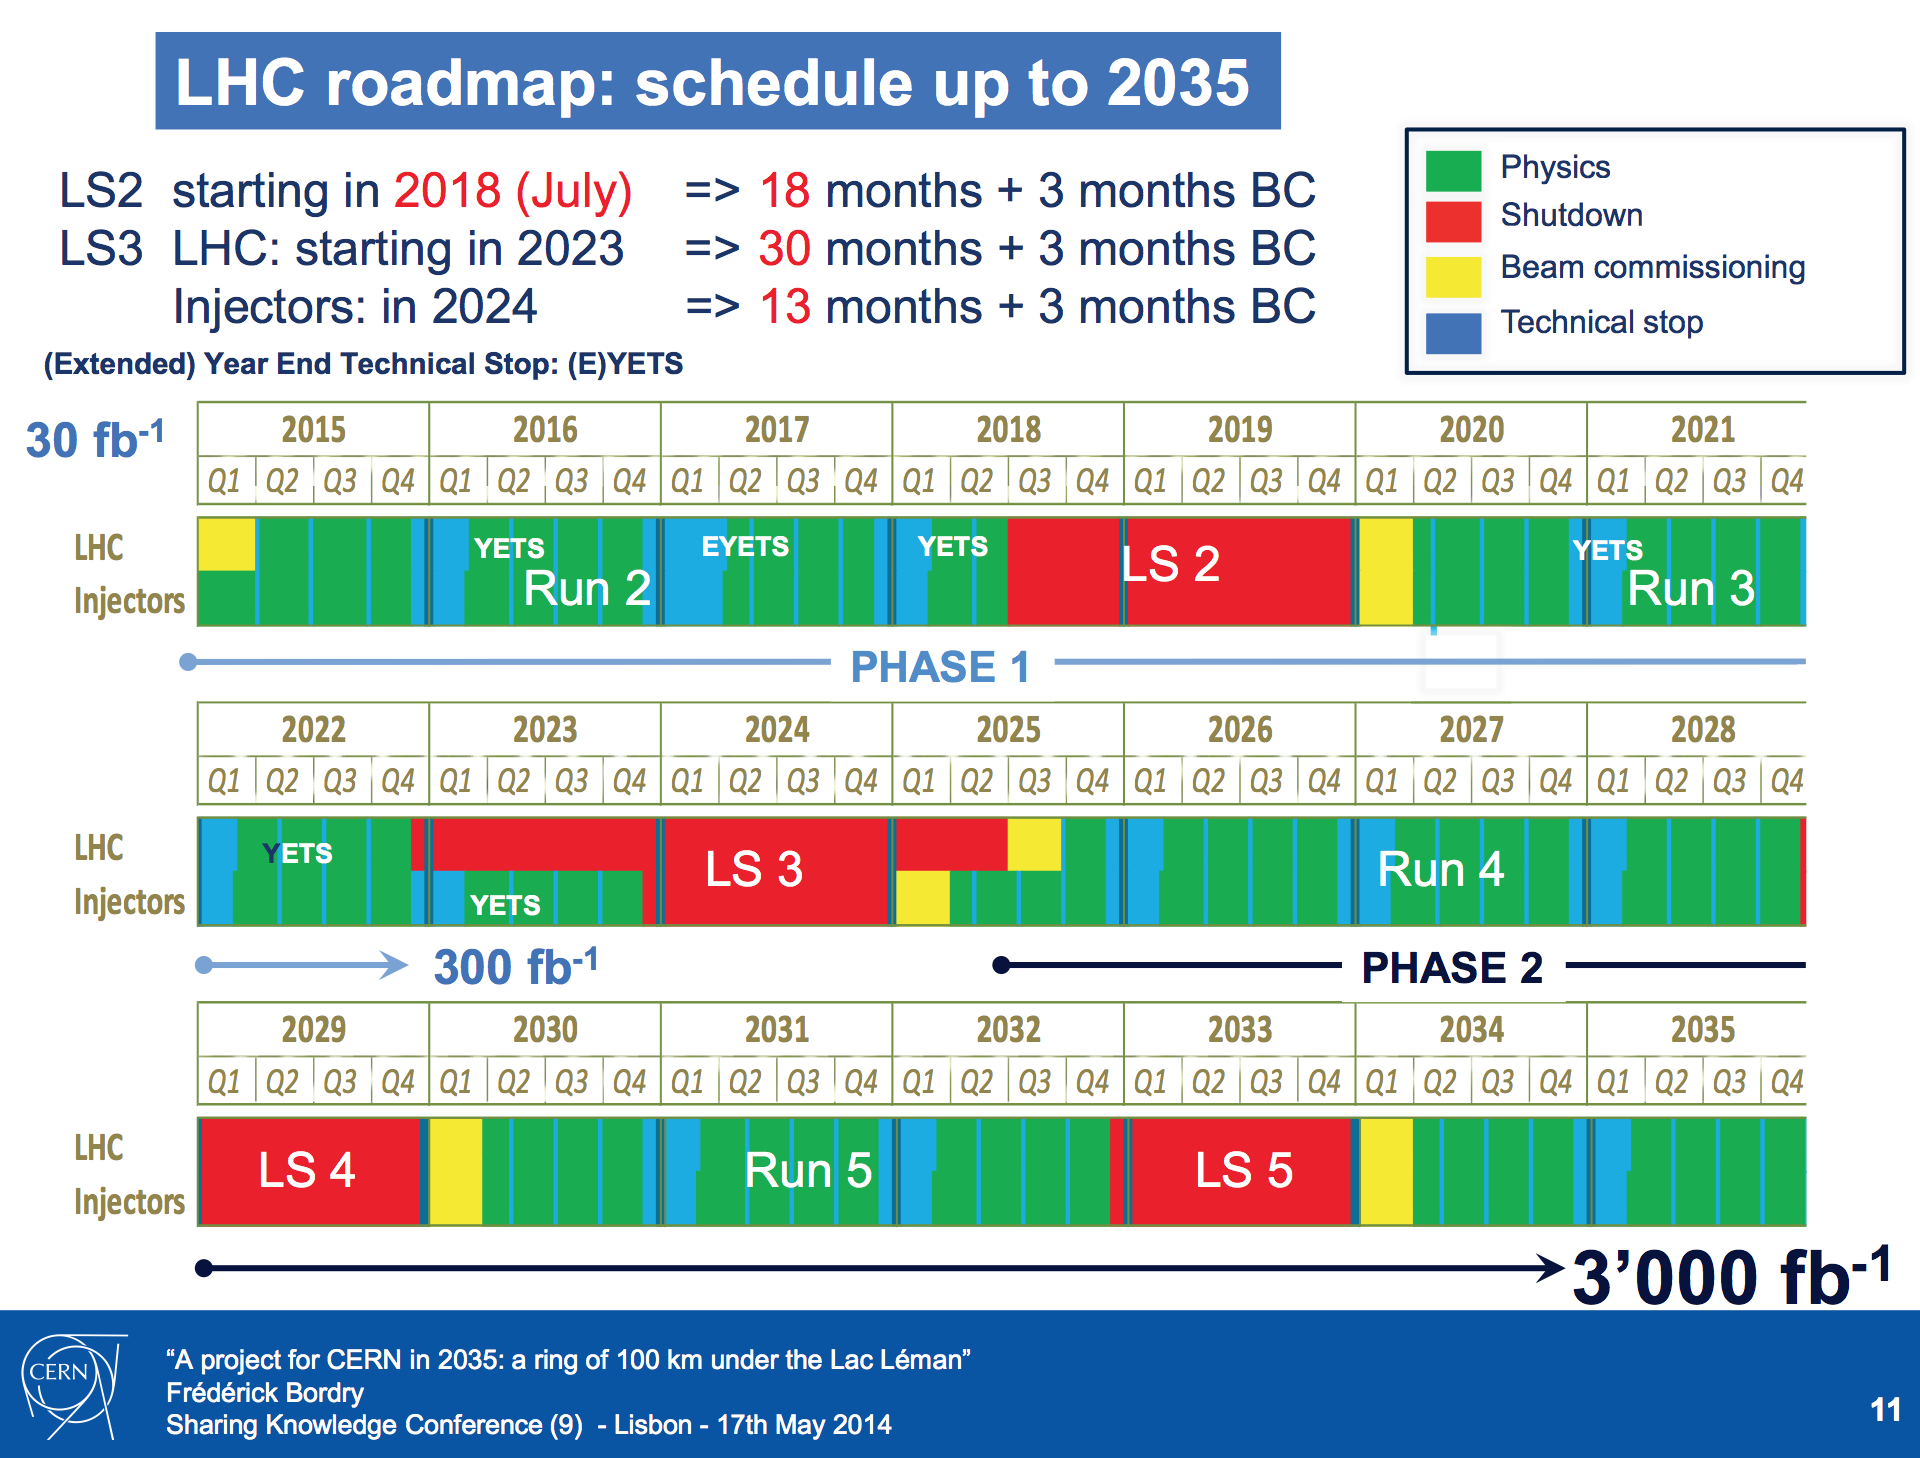 LHC roadmap: schedule up to 2035
LS2 starting in 2018 (July) => 18 months + 3 months BC
LS3 LHC: starting in 2023 => 30 months + 3 months BC
Injectors: in 2024 => 13 months + 3 months BC
(Extended) Year End Technical Stop: (E)YETS
Physics
Shutdown
Beam commissioning
Technical stop
30 fb-1
2015 2016 2017 2018 2019 2020 2021
Q1 Q2 Q3 Q4 Q1 Q2 Q3 Q4 Q1 Q2 Q3 Q4 Q1 Q2 Q3 Q4 Q1 Q2 Q3 Q4 Q1 Q2 Q3 Q4 Q1 Q2 Q3 Q4
LHC YETS EYETS YETS LS 2 YETS
Injectors Run 2 Run 3
PHASE 1
2022 2023 2024 2025 2026 2027 2028
Q1 Q2 Q3 Q4 Q1 Q2 Q3 Q4 Q1 Q2 Q3 Q4 Q1 Q2 Q3 Q4 Q1 Q2 Q3 Q4 Q1 Q2 Q3 Q4 Q1 Q2 Q3 Q4
LHC YETS LS 3 Run 4
Injectors YETS
300 fb-1 PHASE 2
2029 2030 2031 2032 2033 2034 2035
Q1 Q2 Q3 Q4 Q1 Q2 Q3 Q4 Q1 Q2 Q3 Q4 Q1 Q2 Q3 Q4 Q1 Q2 Q3 Q4 Q1 Q2 Q3 Q4 Q1 Q2 Q3 Q4
LHC LS 4 Run 5 LS 5
Injectors
3’000 fb-1
CERN
“A project for CERN in 2035: a ring of 100 km under the Lac Léman”
Frédérick Bordry
Sharing Knowledge Conference (9) - Lisbon - 17th May 2014
11